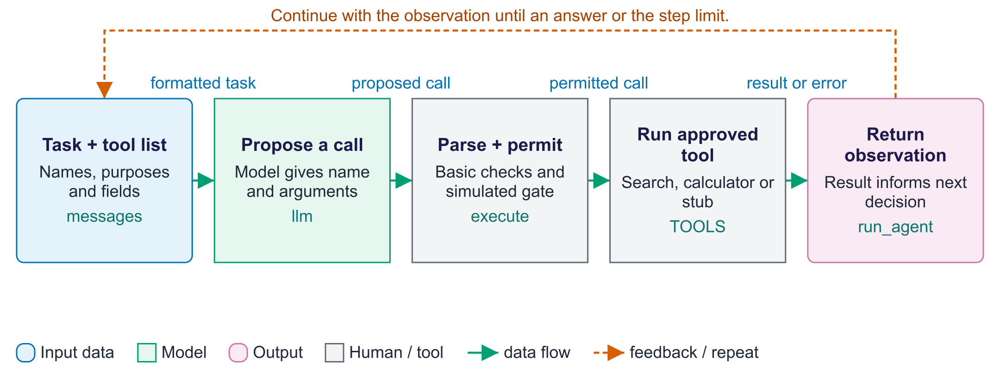 Continue with the observation until an answer or the step limit.
formatted task
proposed call
permitted call
result or error
Task + tool list
Names, purposes
and fields
messages
Propose a call
Model gives name
and arguments
llm
Parse + permit
Basic checks and
simulated gate
execute
Run approved
tool
Search, calculator or
stub
TOOLS
Return
observation
Result informs next
decision
run_agent
Input data
Model
Output
Human / tool
data flow
feedback / repeat